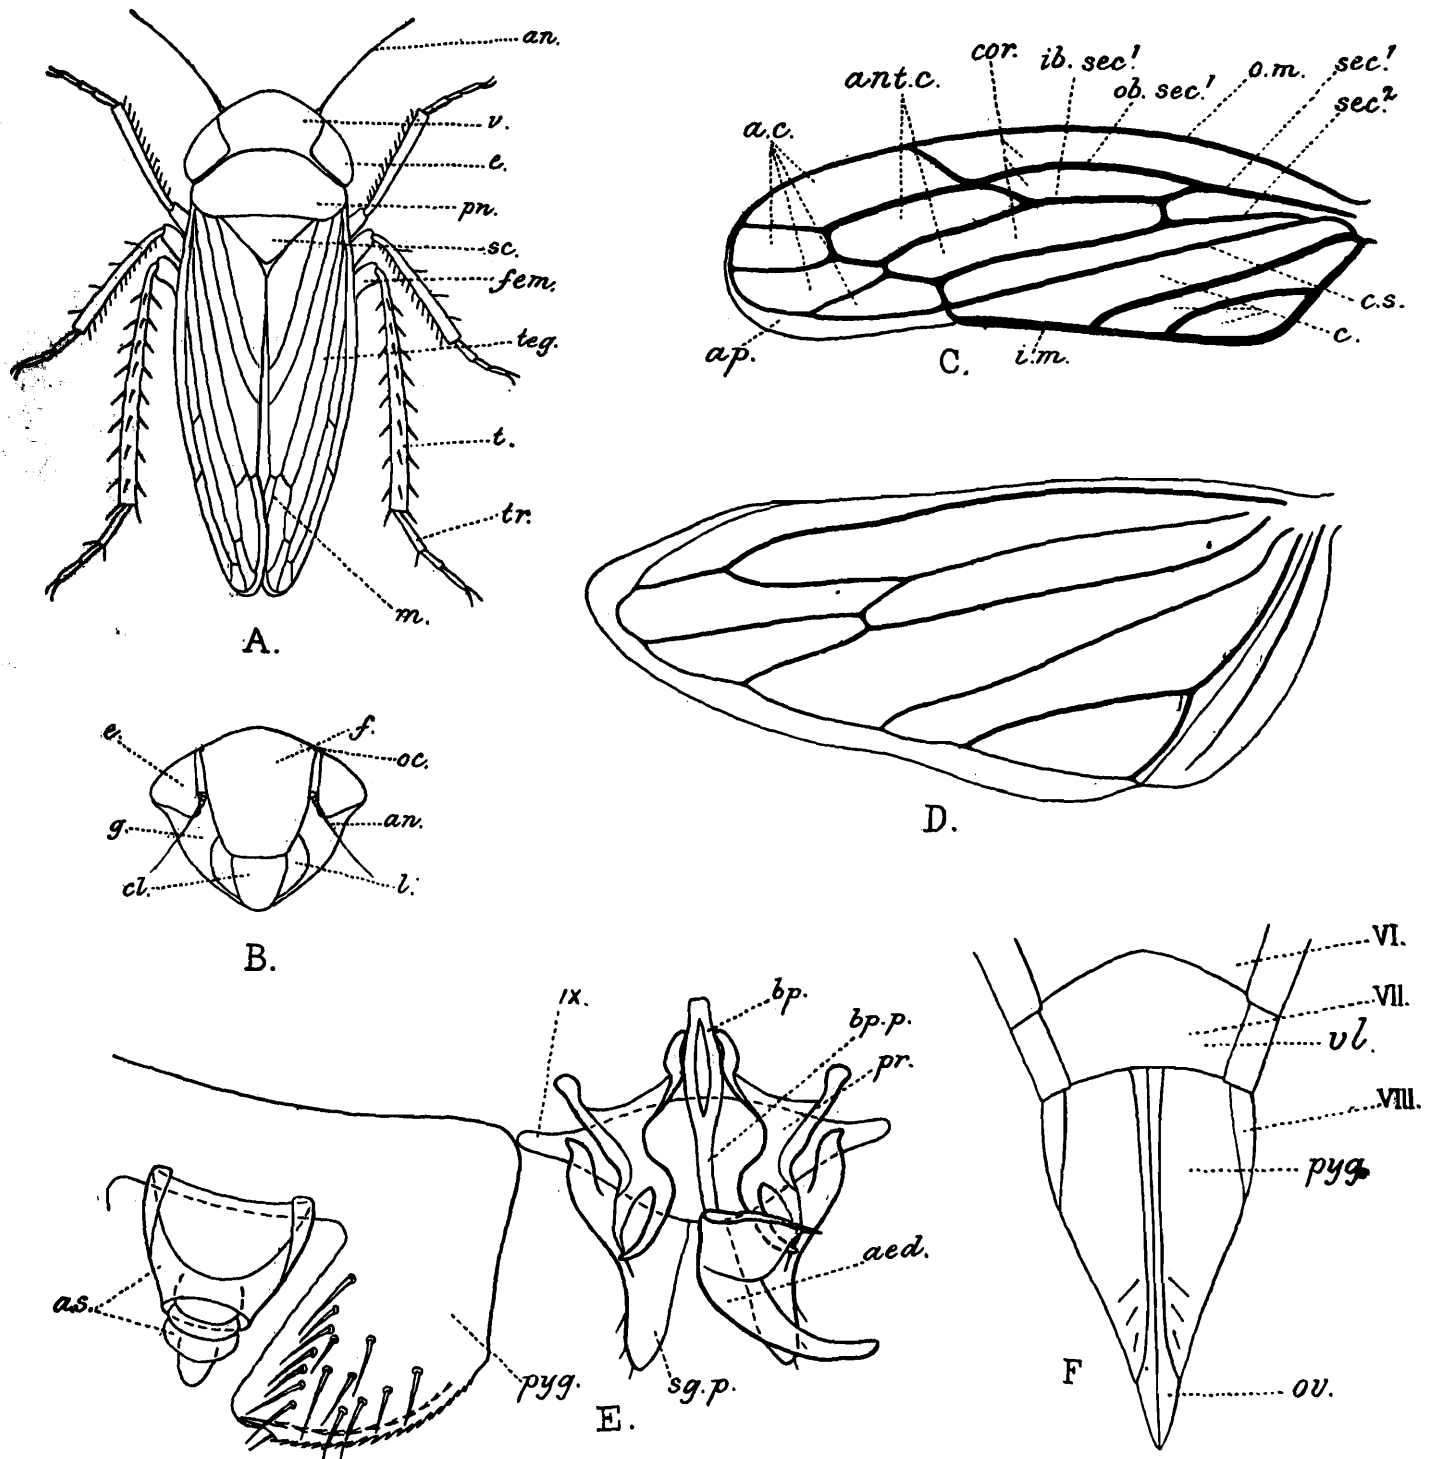 an.
v.
e.
pn.
sc.
fem.
teg.
t.
tr.
m.
A.
cor.
ib. sec.¹
ob. sec.¹
o.m.
sec.¹
sec.²
ant.c.
a.c.
c.s.
c.
i.m.
ap.
C.
D.
e.
f.
oc.
g.
an.
cl.
l.
B.
IX.
bp.
bp.p.
pr.
a.s.
aed.
pyg.
sg.p.
E.
VI.
VII.
vl.
VIII.
pyg.
ov.
F